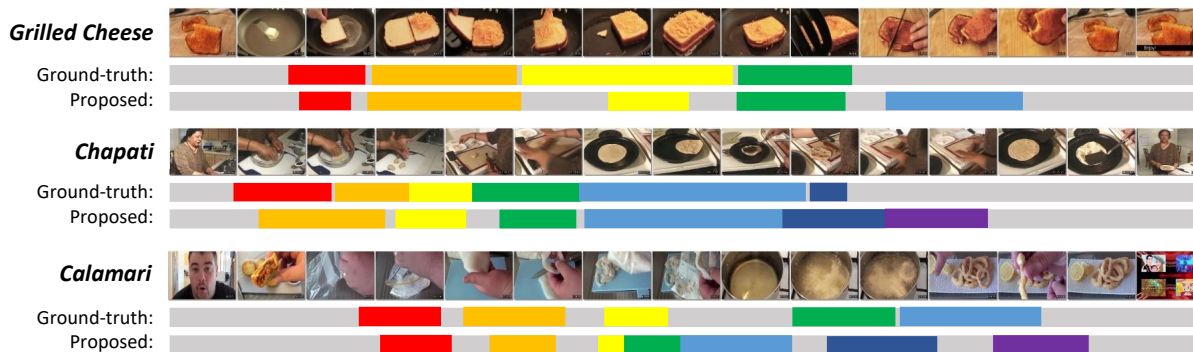 Grilled Cheese
Ground-truth:
Proposed:
Chapati
Ground-truth:
Proposed:
Calamari
Ground-truth:
Proposed: